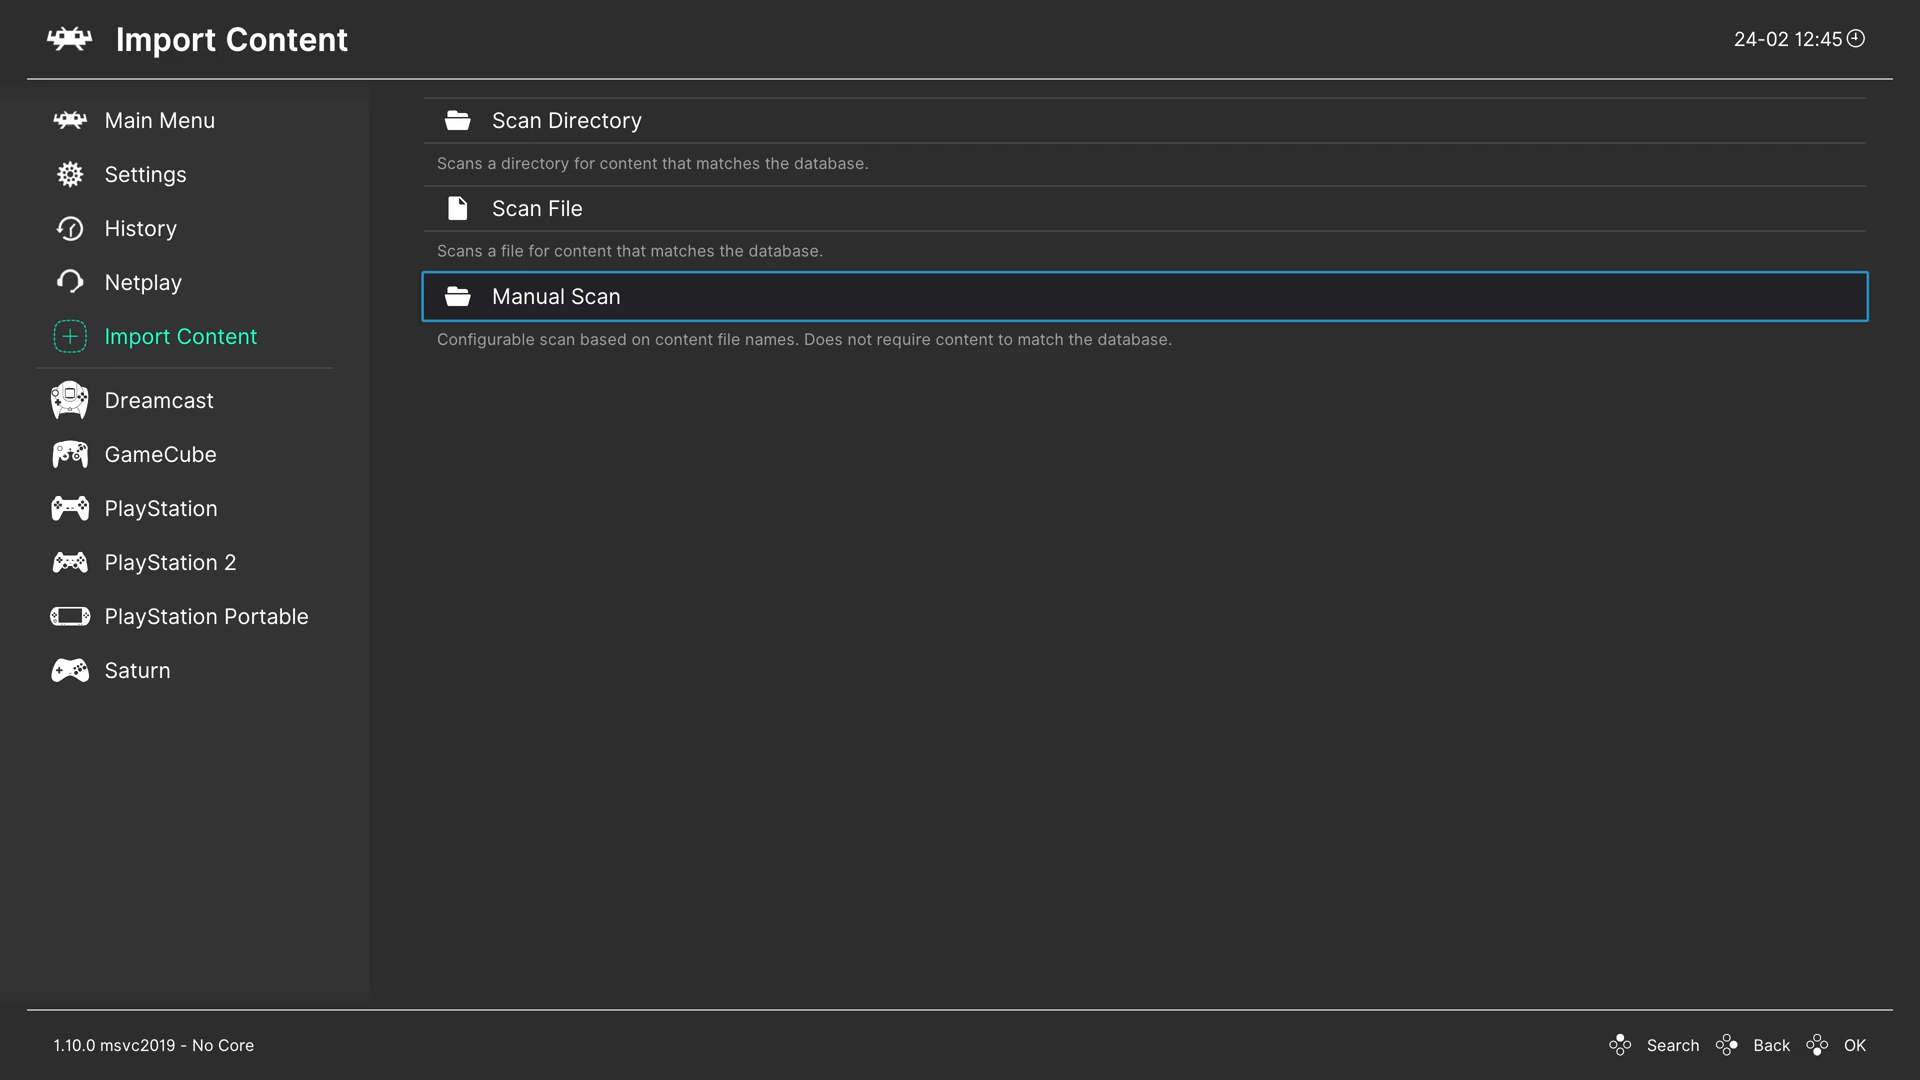 Import Content
24-02 12:45
Main Menu
Settings
History
Netplay
Import Content
Dreamcast
GameCube
PlayStation
PlayStation 2
PlayStation Portable
Saturn
Scan Directory
Scans a directory for content that matches the database.
Scan File
Scans a file for content that matches the database.
Manual Scan
Configurable scan based on content file names. Does not require content to match the database.
1.10.0 msvc2019 - No Core
Search Back OK